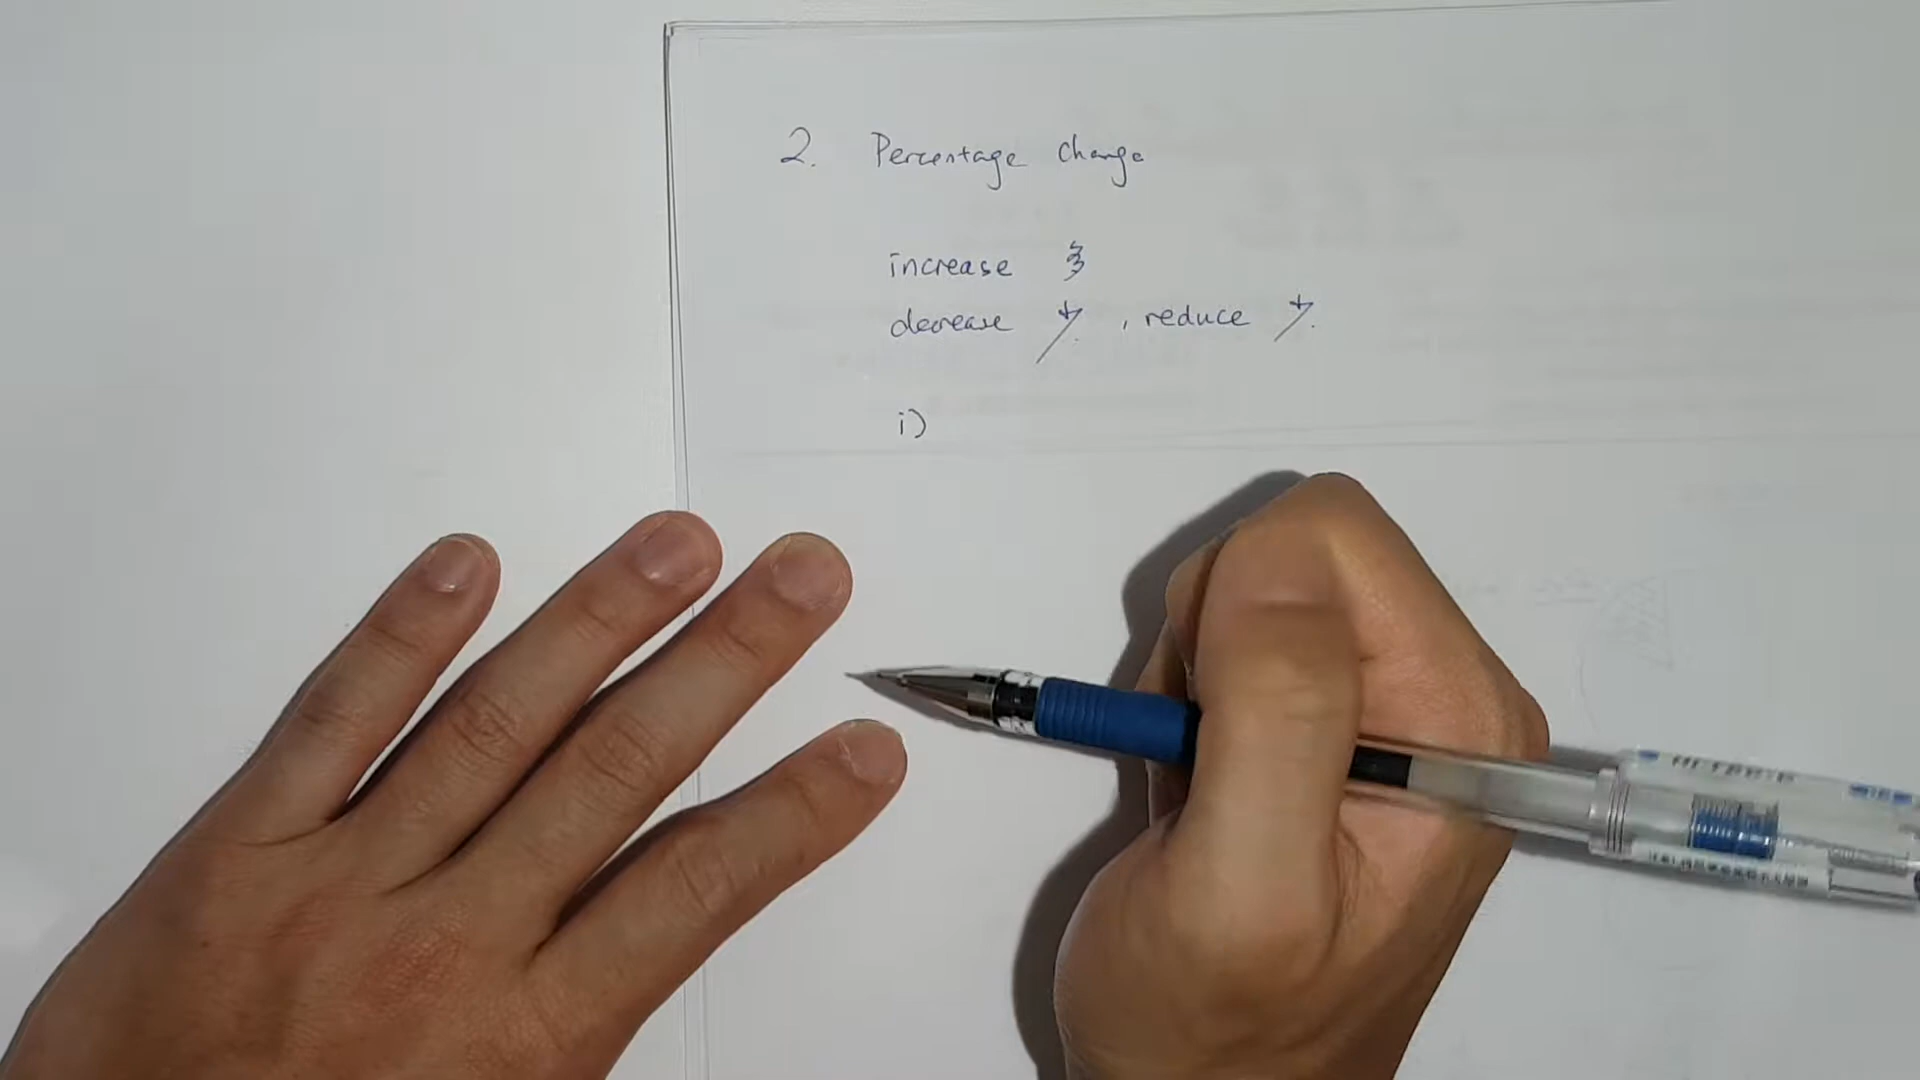 2. Percentage Change
increase 多
decrease 少, reduce 少
i)